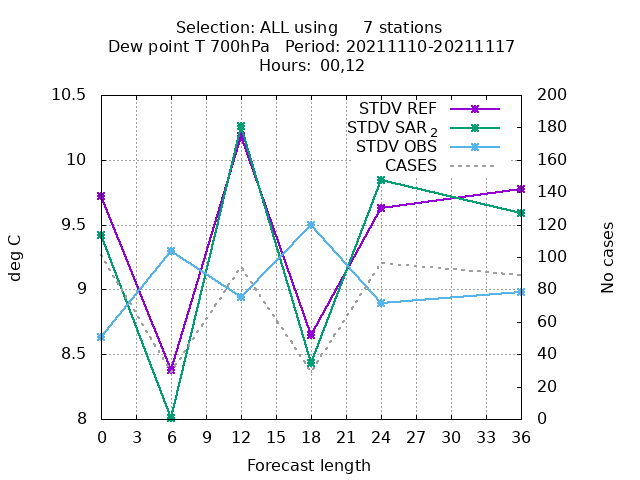 Selection: ALL using     7 stations
Dew point T 700hPa   Period: 20211110-20211117
Hours: 00,12
STDV REF
STDV SAR 2
STDV OBS
CASES
deg C
10.5
10
9.5
9
8.5
8
No cases
200
180
160
140
120
100
80
60
40
20
0
0 3 6 9 12 15 18 21 24 27 30 33 36
Forecast length